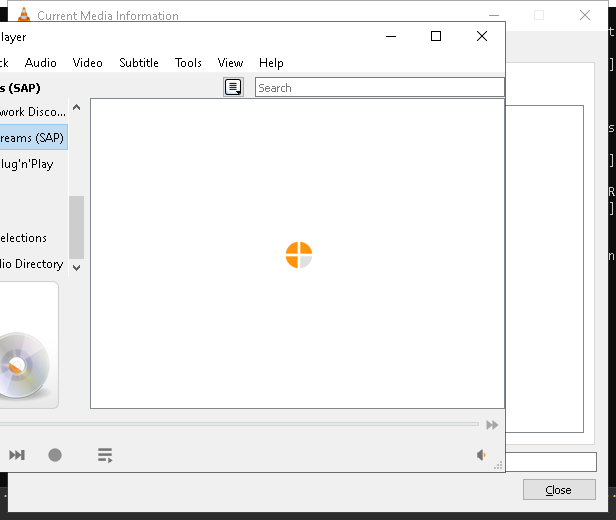 Current Media Information
layer
ck Audio Video Subtitle Tools View Help
s (SAP)
Search
work Disco...
reams (SAP)
lug'n'Play
elections
io Directory
Close
t
]
s
]
R
]
n